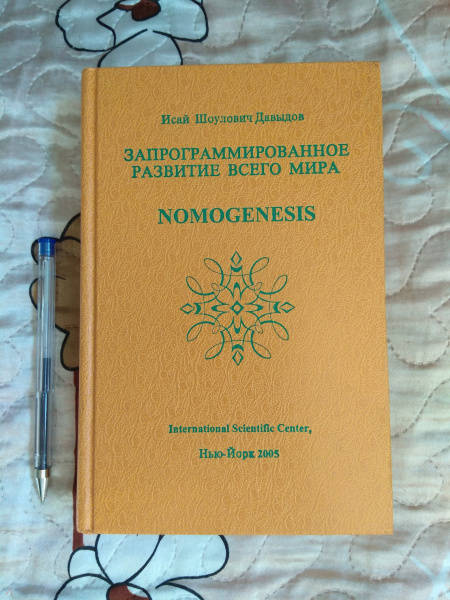 Исай Шоулович Давыдов
ЗАПРОГРАММИРОВАННОЕ
РАЗВИТИЕ ВСЕГО МИРА
NOMOGENESIS
International Scientific Center,
Нью-Йорк 2005